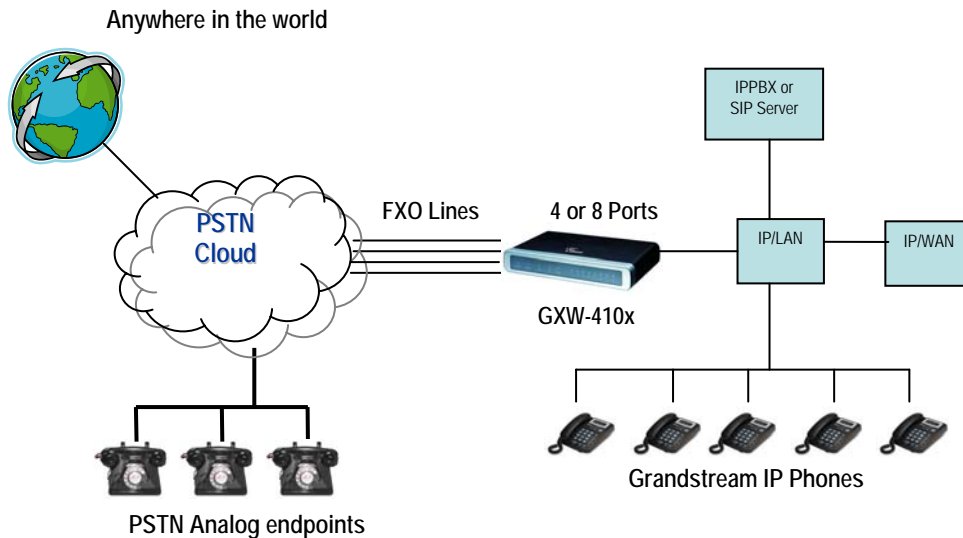 Anywhere in the world
IPPBX or
SIP Server
PSTN
Cloud
FXO Lines
4 or 8 Ports
IP/LAN
IP/WAN
GXW-410x
Grandstream IP Phones
PSTN Analog endpoints